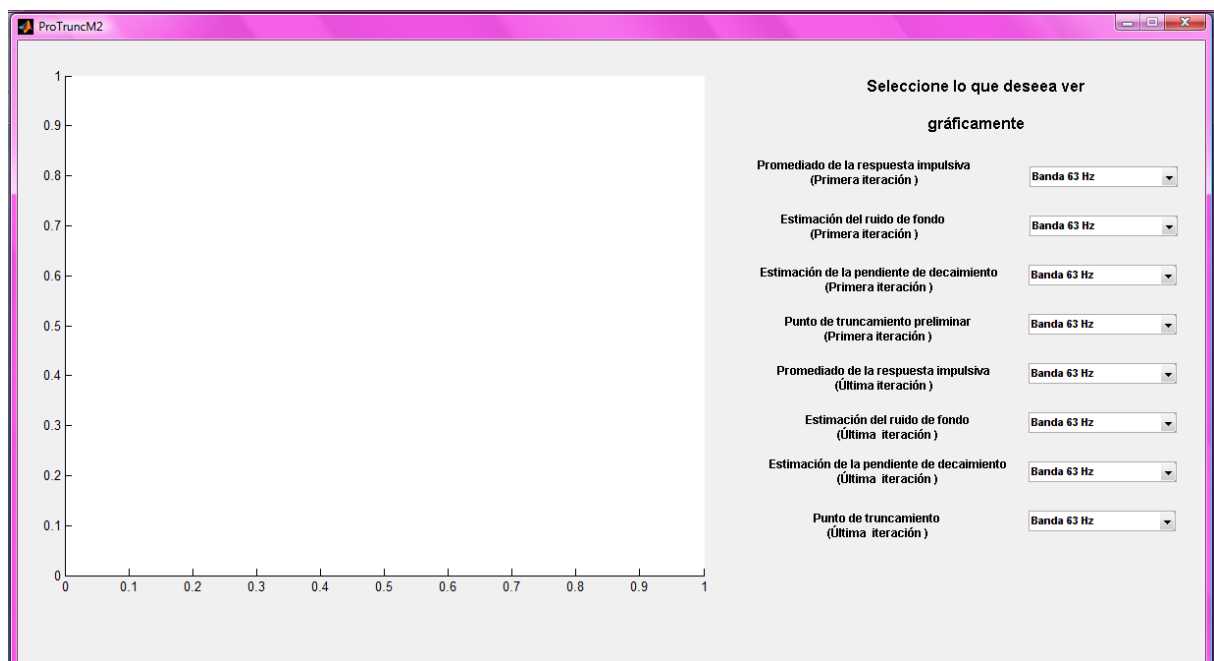 ProTruncM2
1
0.9
0.8
0.7
0.6
0.5
0.4
0.3
0.2
0.1
0
0 0.1 0.2 0.3 0.4 0.5 0.6 0.7 0.8 0.9 1
Seleccione lo que deseea ver
gráficamente
Promediado de la respuesta impulsiva
(Primera iteración )
Banda 63 Hz
Estimación del ruido de fondo
(Primera iteración )
Banda 63 Hz
Estimación de la pendiente de decaimiento
(Primera iteración )
Banda 63 Hz
Punto de truncamiento preliminar
(Primera iteración )
Banda 63 Hz
Promediado de la respuesta impulsiva
(Última iteración )
Banda 63 Hz
Estimación del ruido de fondo
(Última iteración )
Banda 63 Hz
Estimación de la pendiente de decaimiento
(Última iteración )
Banda 63 Hz
Punto de truncamiento
(Última iteración )
Banda 63 Hz